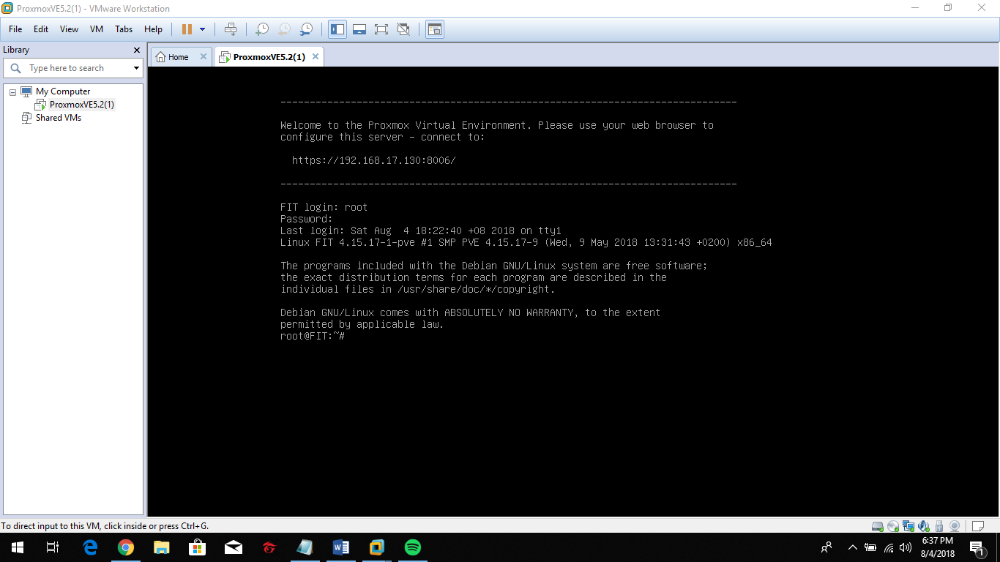 ProxmoxVE5.2(1) - VMware Workstation
File Edit View VM Tabs Help
Library
Type here to search
My Computer
ProxmoxVE5.2(1)
Shared VMs
Home
ProxmoxVE5.2(1)
--------------------------------------------------------------------------------
Welcome to the Proxmox Virtual Environment. Please use your web browser to
configure this server - connect to:
https://192.168.17.130:8006/
--------------------------------------------------------------------------------
FIT login: root
Password:
Last login: Sat Aug  4 18:22:40 +08 2018 on tty1
Linux FIT 4.15.17-1-pve #1 SMP PVE 4.15.17-9 (Wed, 9 May 2018 13:31:43 +0200) x86_64
The programs included with the Debian GNU/Linux system are free software;
the exact distribution terms for each program are described in the
individual files in /usr/share/doc/*/copyright.
Debian GNU/Linux comes with ABSOLUTELY NO WARRANTY, to the extent
permitted by applicable law.
root@FIT:~#
To direct input to this VM, click inside or press Ctrl+G.
6:37 PM
8/4/2018
1